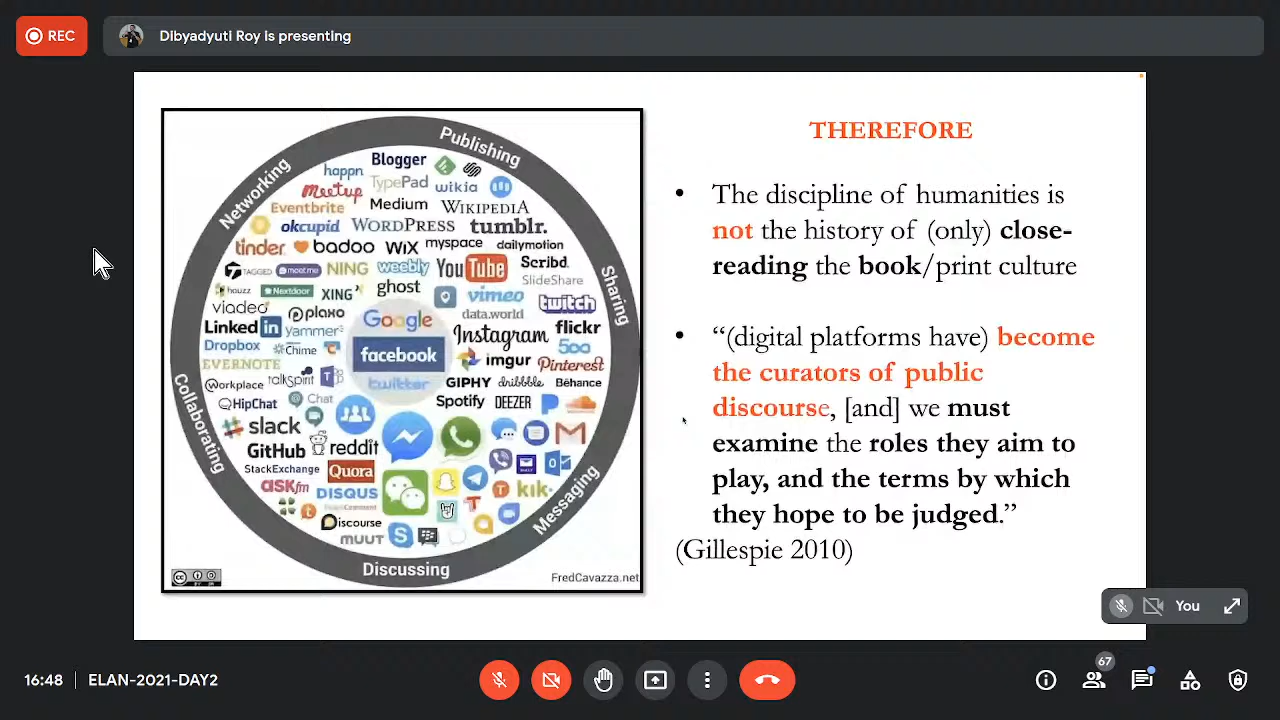 REC
Dibyadyuti Roy is presenting
Publishing
Networking
Sharing
Collaborating
Messaging
Discussing
happn
Blogger
meetup
TypePad
wikia
Eventbrite
Medium
WIKIPEDIA
okcupid
WORDPRESS
tumblr.
tinder
badoo
WiX
myspace
dailymotion
TAGGED
meetme
NING
weebly
YouTube
Scribd.
SlideShare
houzz
Nextdoor
XING
ghost
vimeo
twitch
viadeo
plaxo
Google
data.world
Linked in
yammer
Instagram
flickr
Dropbox
Chime
facebook
500
EVERNOTE
imgur
Pinterest
Workplace
talkSpirit
twitter
GIPHY
dribbble
Behance
HipChat
Chat
Spotify
DEEZER
slack
GitHub
reddit
StackExchange
Quora
ASKfm
DISQUS
kik.
Discourse
MUUT
FredCavazza.net
THEREFORE
• The discipline of humanities is
not the history of (only) close-
reading the book/print culture
• “(digital platforms have) become
the curators of public
discourse, [and] we must
examine the roles they aim to
play, and the terms by which
they hope to be judged.”
(Gillespie 2010)
You
16:48 | ELAN-2021-DAY2
67